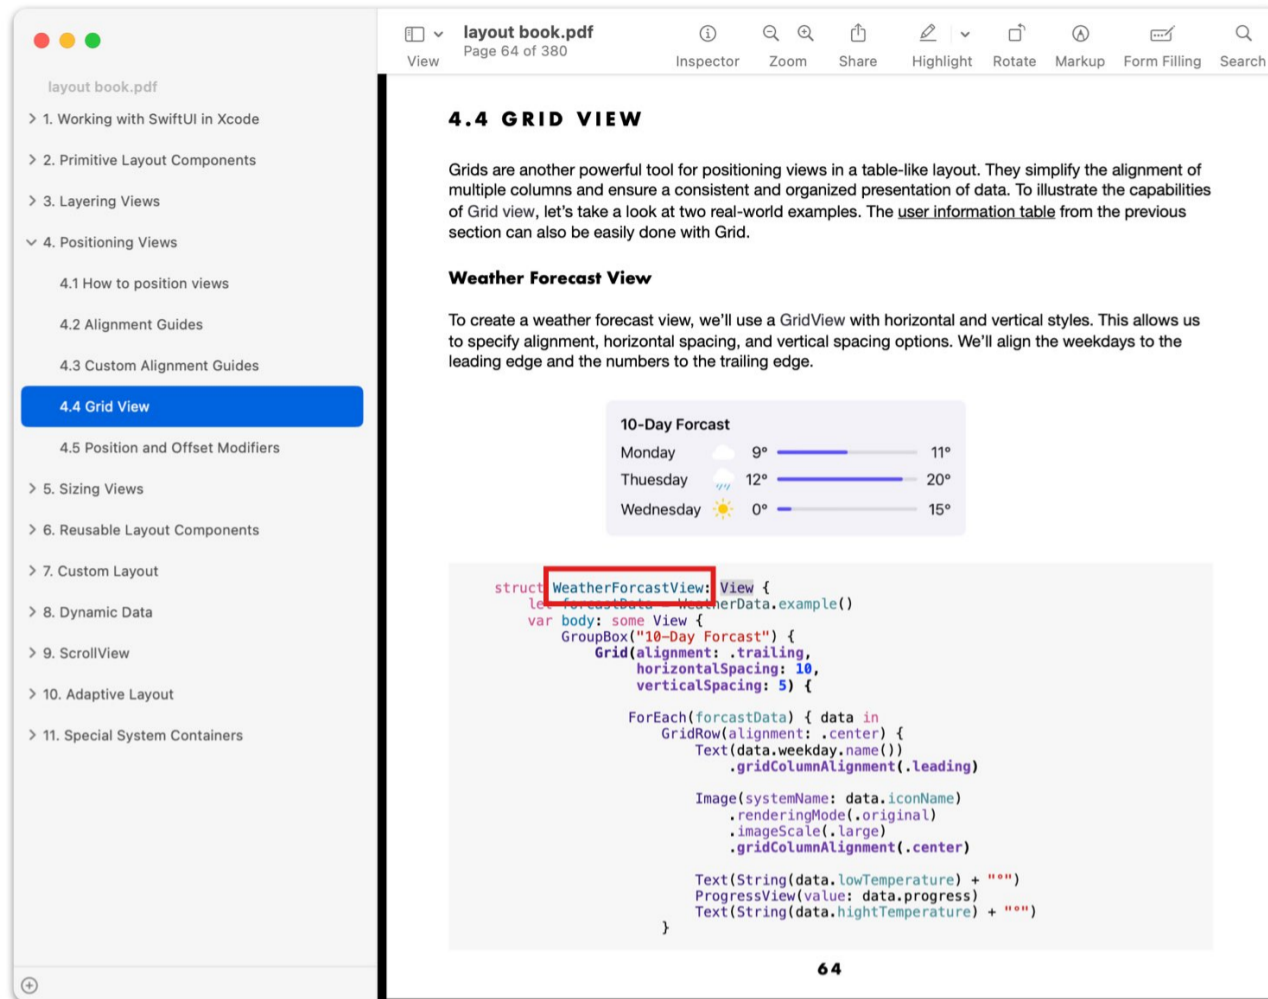 layout book.pdf
Page 64 of 380
View
Inspector
Zoom
Share
Highlight
Rotate
Markup
Form Filling
Search
layout book.pdf
1. Working with SwiftUI in Xcode
2. Primitive Layout Components
3. Layering Views
4. Positioning Views
4.1 How to position views
4.2 Alignment Guides
4.3 Custom Alignment Guides
4.4 Grid View
4.5 Position and Offset Modifiers
5. Sizing Views
6. Reusable Layout Components
7. Custom Layout
8. Dynamic Data
9. ScrollView
10. Adaptive Layout
11. Special System Containers
4.4 GRID VIEW
Grids are another powerful tool for positioning views in a table-like layout. They simplify the alignment of
multiple columns and ensure a consistent and organized presentation of data. To illustrate the capabilities
of Grid view, let's take a look at two real-world examples. The user information table from the previous
section can also be easily done with Grid.
Weather Forecast View
To create a weather forecast view, we'll use a GridView with horizontal and vertical styles. This allows us
to specify alignment, horizontal spacing, and vertical spacing options. We'll align the weekdays to the
leading edge and the numbers to the trailing edge.
10-Day Forcast
Monday 9° 11°
Thuesday 12° 20°
Wednesday 0° 15°
struct WeatherForcastView: View {
let forcastData = WeatherData.example()
var body: some View {
GroupBox("10-Day Forcast") {
Grid(alignment: .trailing,
horizontalSpacing: 10,
verticalSpacing: 5) {
ForEach(forcastData) { data in
GridRow(alignment: .center) {
Text(data.weekday.name())
.gridColumnAlignment(.leading)
Image(systemName: data.iconName)
.renderingMode(.original)
.imageScale(.large)
.gridColumnAlignment(.center)
Text(String(data.lowTemperature) + "°")
ProgressView(value: data.progress)
Text(String(data.hightTemperature) + "°")
}
64